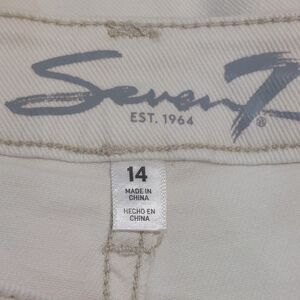 Seven7®
EST. 1964
14
MADE IN
CHINA
HECHO EN
CHINA